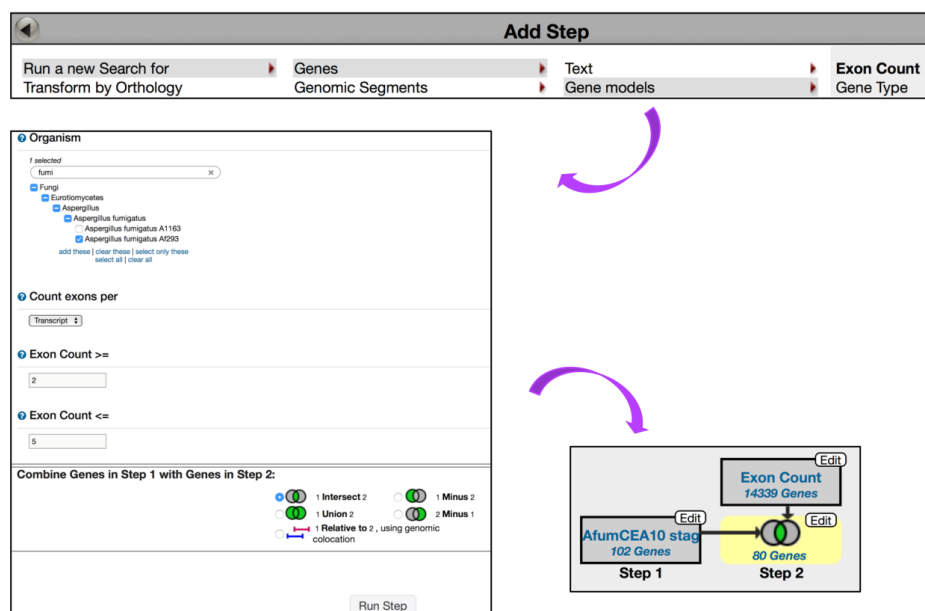 Add Step
Run a new Search for Genes Text Exon Count
Transform by Orthology Genomic Segments Gene models Gene Type
Organism
1 selected
fumi
Fungi
Eurotiomycetes
Aspergillus
Aspergillus fumigatus
Aspergillus fumigatus A1163
Aspergillus fumigatus Af293
add these | clear these | select only these
select all | clear all
Count exons per
Transcript
Exon Count >=
2
Exon Count <=
5
Combine Genes in Step 1 with Genes in Step 2:
1 Intersect 2 1 Minus 2
1 Union 2 2 Minus 1
1 Relative to 2 , using genomic
colocation
Run Step
Edit
Exon Count
14339 Genes
Edit
Edit
AfumCEA10 stag
102 Genes
80 Genes
Step 1 Step 2